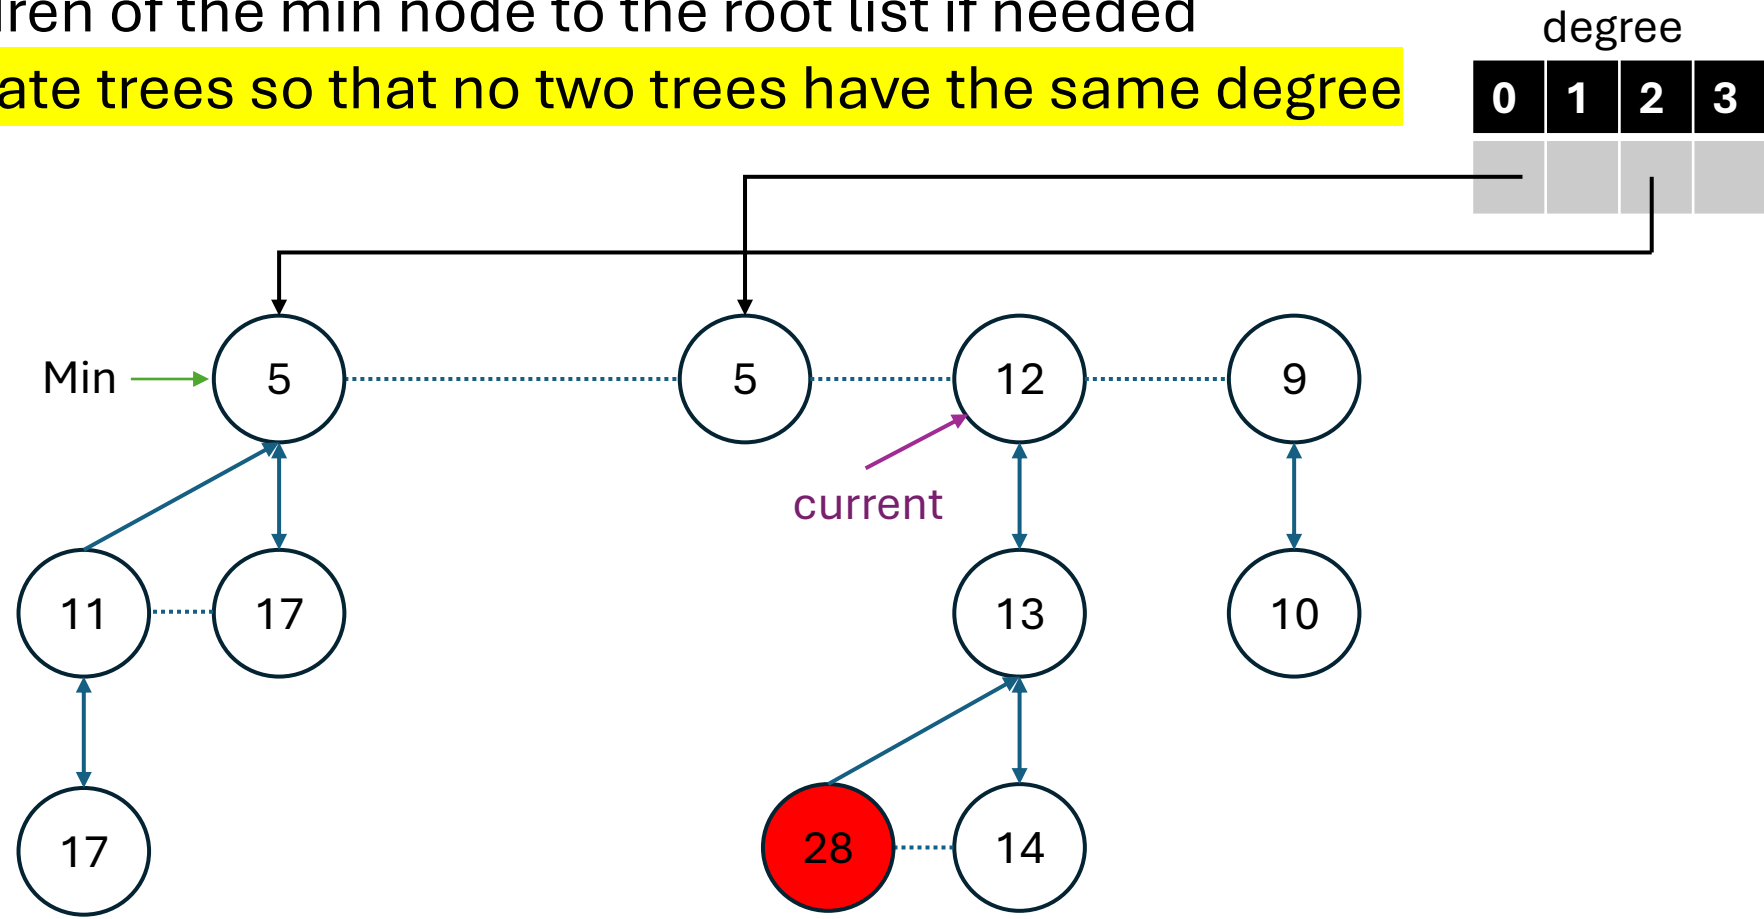 dren of the min node to the root list if needed
degree
ate trees so that no two trees have the same degree
0 1 2 3
Min 5 5 12 9
current
11 17 13 10
17 28 14